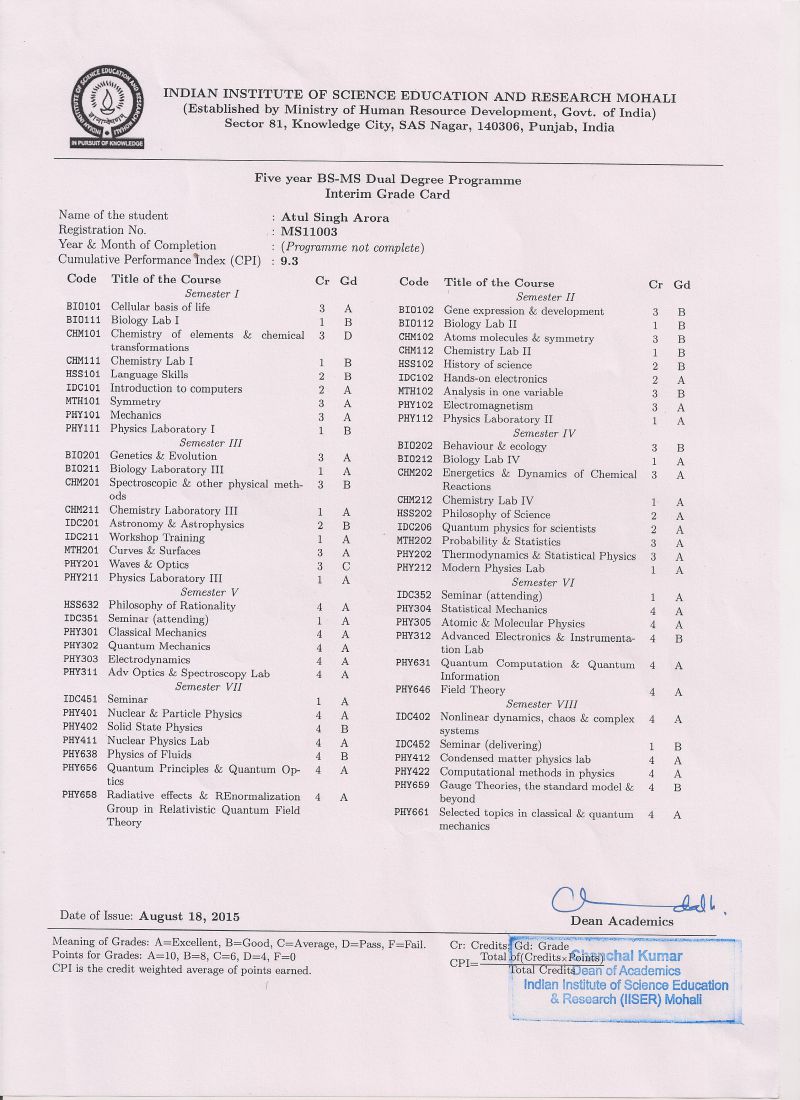 SCIENCE EDUCATION AND RESEARCH
INDIAN INSTITUTE OF
MOHALI
IN PURSUIT OF KNOWLEDGE
INDIAN INSTITUTE OF SCIENCE EDUCATION AND RESEARCH MOHALI
(Established by Ministry of Human Resource Development, Govt. of India)
Sector 81, Knowledge City, SAS Nagar, 140306, Punjab, India
Five year BS-MS Dual Degree Programme
Interim Grade Card
Name of the student : Atul Singh Arora
Registration No. : MS11003
Year & Month of Completion : (Programme not complete)
Cumulative Performance Index (CPI) : 9.3
Code Title of the Course Cr Gd
Semester I
BIO101 Cellular basis of life 3 A
BIO111 Biology Lab I 1 B
CHM101 Chemistry of elements & chemical 3 D
transformations
CHM111 Chemistry Lab I 1 B
HSS101 Language Skills 2 B
IDC101 Introduction to computers 2 A
MTH101 Symmetry 3 A
PHY101 Mechanics 3 A
PHY111 Physics Laboratory I 1 B
Semester III
BIO201 Genetics & Evolution 3 A
BIO211 Biology Laboratory III 1 A
CHM201 Spectroscopic & other physical meth- 3 B
ods
CHM211 Chemistry Laboratory III 1 A
IDC201 Astronomy & Astrophysics 2 B
IDC211 Workshop Training 1 A
MTH201 Curves & Surfaces 3 A
PHY201 Waves & Optics 3 C
PHY211 Physics Laboratory III 1 A
Semester V
HSS632 Philosophy of Rationality 4 A
IDC351 Seminar (attending) 1 A
PHY301 Classical Mechanics 4 A
PHY302 Quantum Mechanics 4 A
PHY303 Electrodynamics 4 A
PHY311 Adv Optics & Spectroscopy Lab 4 A
Semester VII
IDC451 Seminar 1 A
PHY401 Nuclear & Particle Physics 4 A
PHY402 Solid State Physics 4 B
PHY411 Nuclear Physics Lab 4 A
PHY638 Physics of Fluids 4 B
PHY656 Quantum Principles & Quantum Op- 4 A
tics
PHY658 Radiative effects & REnormalization 4 A
Group in Relativistic Quantum Field
Theory
Code Title of the Course Cr Gd
Semester II
BIO102 Gene expression & development 3 B
BIO112 Biology Lab II 1 B
CHM102 Atoms molecules & symmetry 3 B
CHM112 Chemistry Lab II 1 B
HSS102 History of science 2 B
IDC102 Hands-on electronics 2 A
MTH102 Analysis in one variable 3 B
PHY102 Electromagnetism 3 A
PHY112 Physics Laboratory II 1 A
Semester IV
BIO202 Behaviour & ecology 3 B
BIO212 Biology Lab IV 1 A
CHM202 Energetics & Dynamics of Chemical 3 A
Reactions
CHM212 Chemistry Lab IV 1 A
HSS202 Philosophy of Science 2 A
IDC206 Quantum physics for scientists 2 A
MTH202 Probability & Statistics 3 A
PHY202 Thermodynamics & Statistical Physics 3 A
PHY212 Modern Physics Lab 1 A
Semester VI
IDC352 Seminar (attending) 1 A
PHY304 Statistical Mechanics 4 A
PHY305 Atomic & Molecular Physics 4 A
PHY312 Advanced Electronics & Instrumenta- 4 B
tion Lab
PHY631 Quantum Computation & Quantum 4 A
Information
PHY646 Field Theory 4 A
Semester VIII
IDC402 Nonlinear dynamics, chaos & complex 4 A
systems
IDC452 Seminar (delivering) 1 B
PHY412 Condensed matter physics lab 4 A
PHY422 Computational methods in physics 4 A
PHY659 Gauge Theories, the standard model & 4 B
beyond
PHY661 Selected topics in classical & quantum 4 A
mechanics
Date of Issue: August 18, 2015
Dean Academics
Meaning of Grades: A=Excellent, B=Good, C=Average, D=Pass, F=Fail.
Points for Grades: A=10, B=8, C=6, D=4, F=0
CPI is the credit weighted average of points earned.
Cr: Credits; Gd: Grade
CPI= Total of(Credits×Points)
Total Credits
Chanchal Kumar
Dean of Academics
Indian Institute of Science Education
& Research (IISER) Mohali